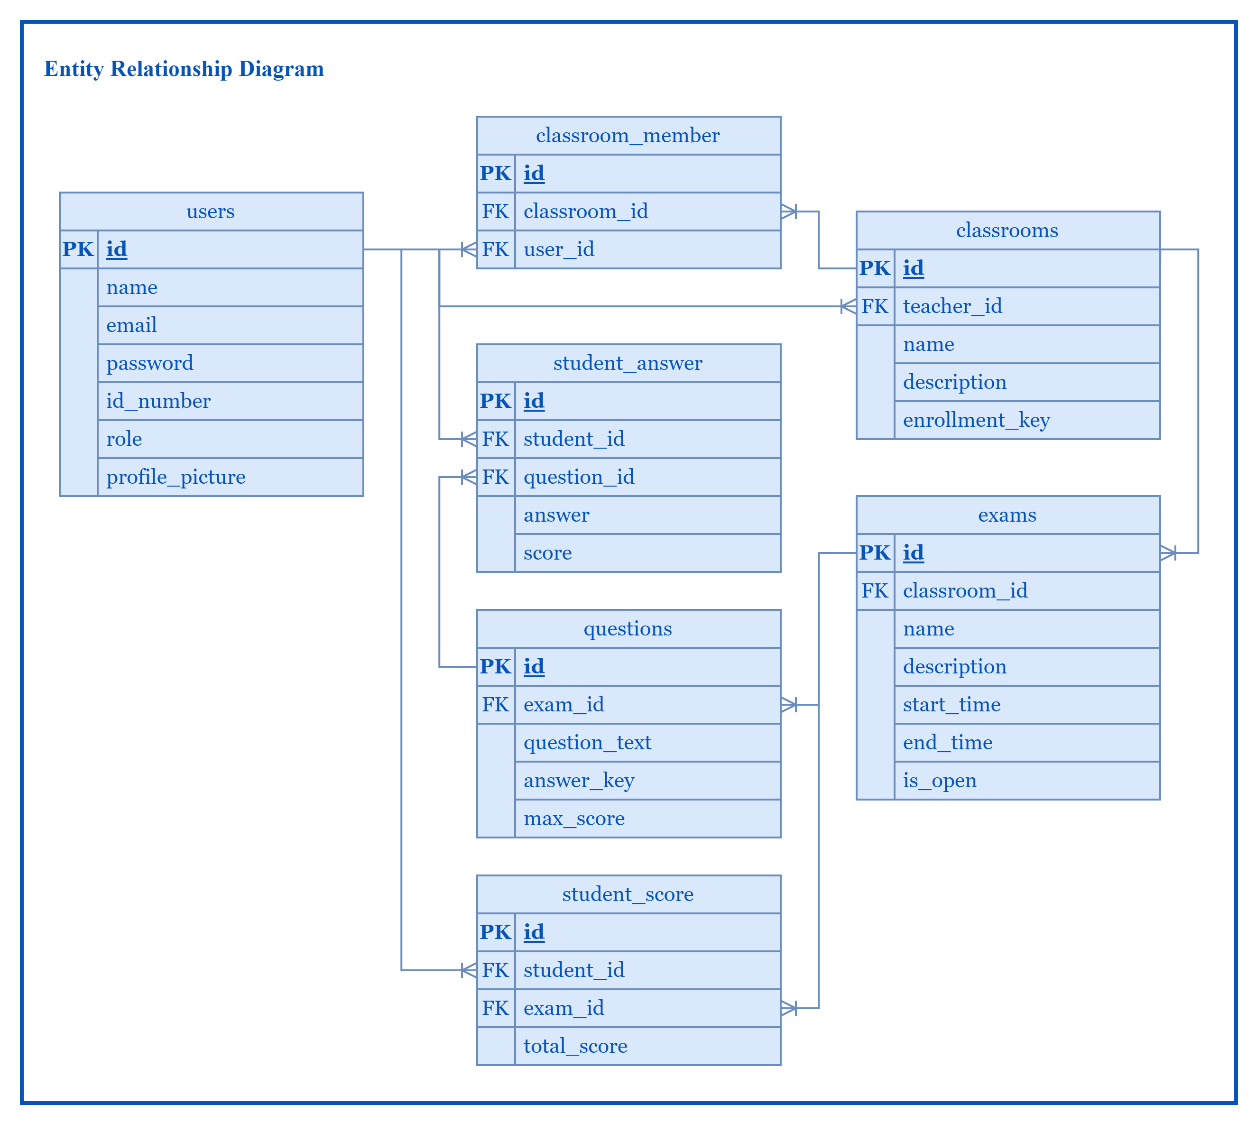 Entity Relationship Diagram
users
PK id
name
email
password
id_number
role
profile_picture
classroom_member
PK id
FK classroom_id
FK user_id
student_answer
PK id
FK student_id
FK question_id
answer
score
questions
PK id
FK exam_id
question_text
answer_key
max_score
student_score
PK id
FK student_id
FK exam_id
total_score
classrooms
PK id
FK teacher_id
name
description
enrollment_key
exams
PK id
FK classroom_id
name
description
start_time
end_time
is_open